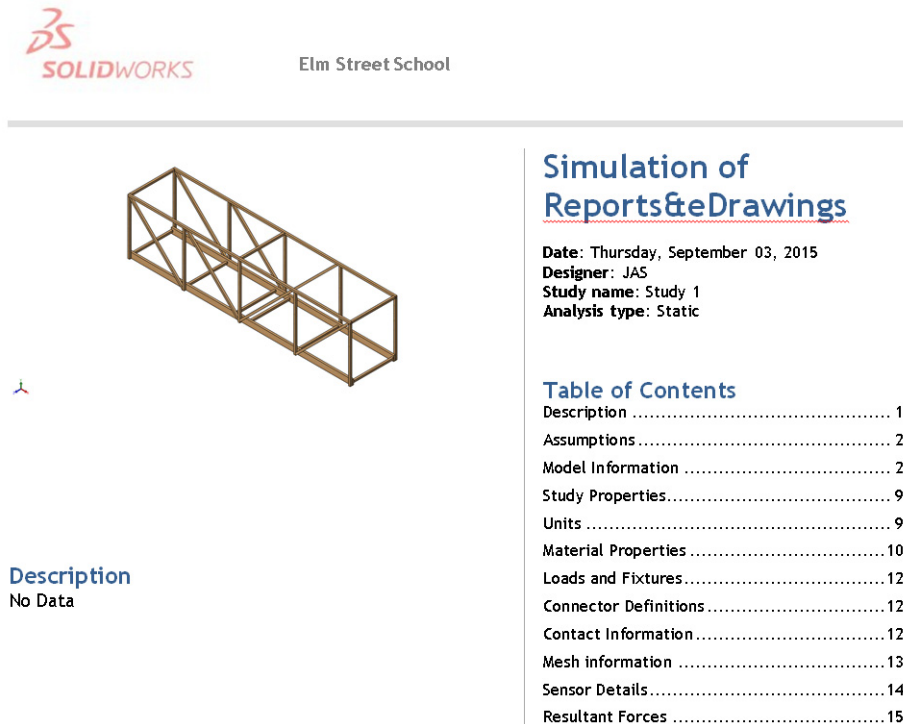 SOLIDWORKS
Elm Street School
Simulation of
Reports&eDrawings
Date: Thursday, September 03, 2015
Designer: JAS
Study name: Study 1
Analysis type: Static
Table of Contents
Description ............................................ 1
Assumptions ........................................... 2
Model Information ................................... 2
Study Properties ...................................... 9
Units .................................................... 9
Material Properties .................................. 10
Loads and Fixtures ................................... 12
Connector Definitions ............................... 12
Contact Information ................................. 12
Mesh information .................................... 13
Sensor Details ......................................... 14
Resultant Forces ..................................... 15
Description
No Data